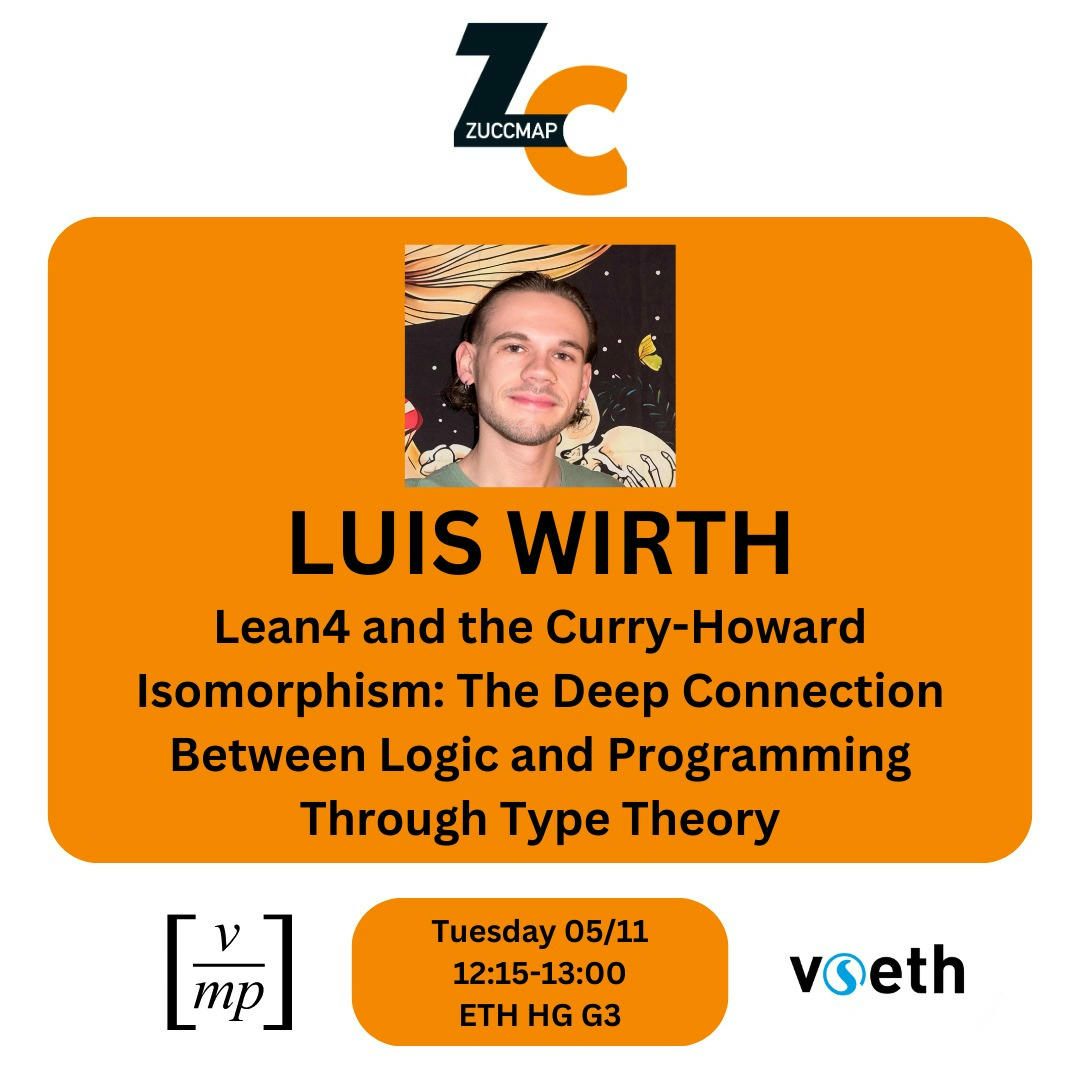 ZUCCMAP
LUIS WIRTH
Lean4 and the Curry-Howard
Isomorphism: The Deep Connection
Between Logic and Programming
Through Type Theory
v
mp
Tuesday 05/11
12:15-13:00
ETH HG G3
vseth